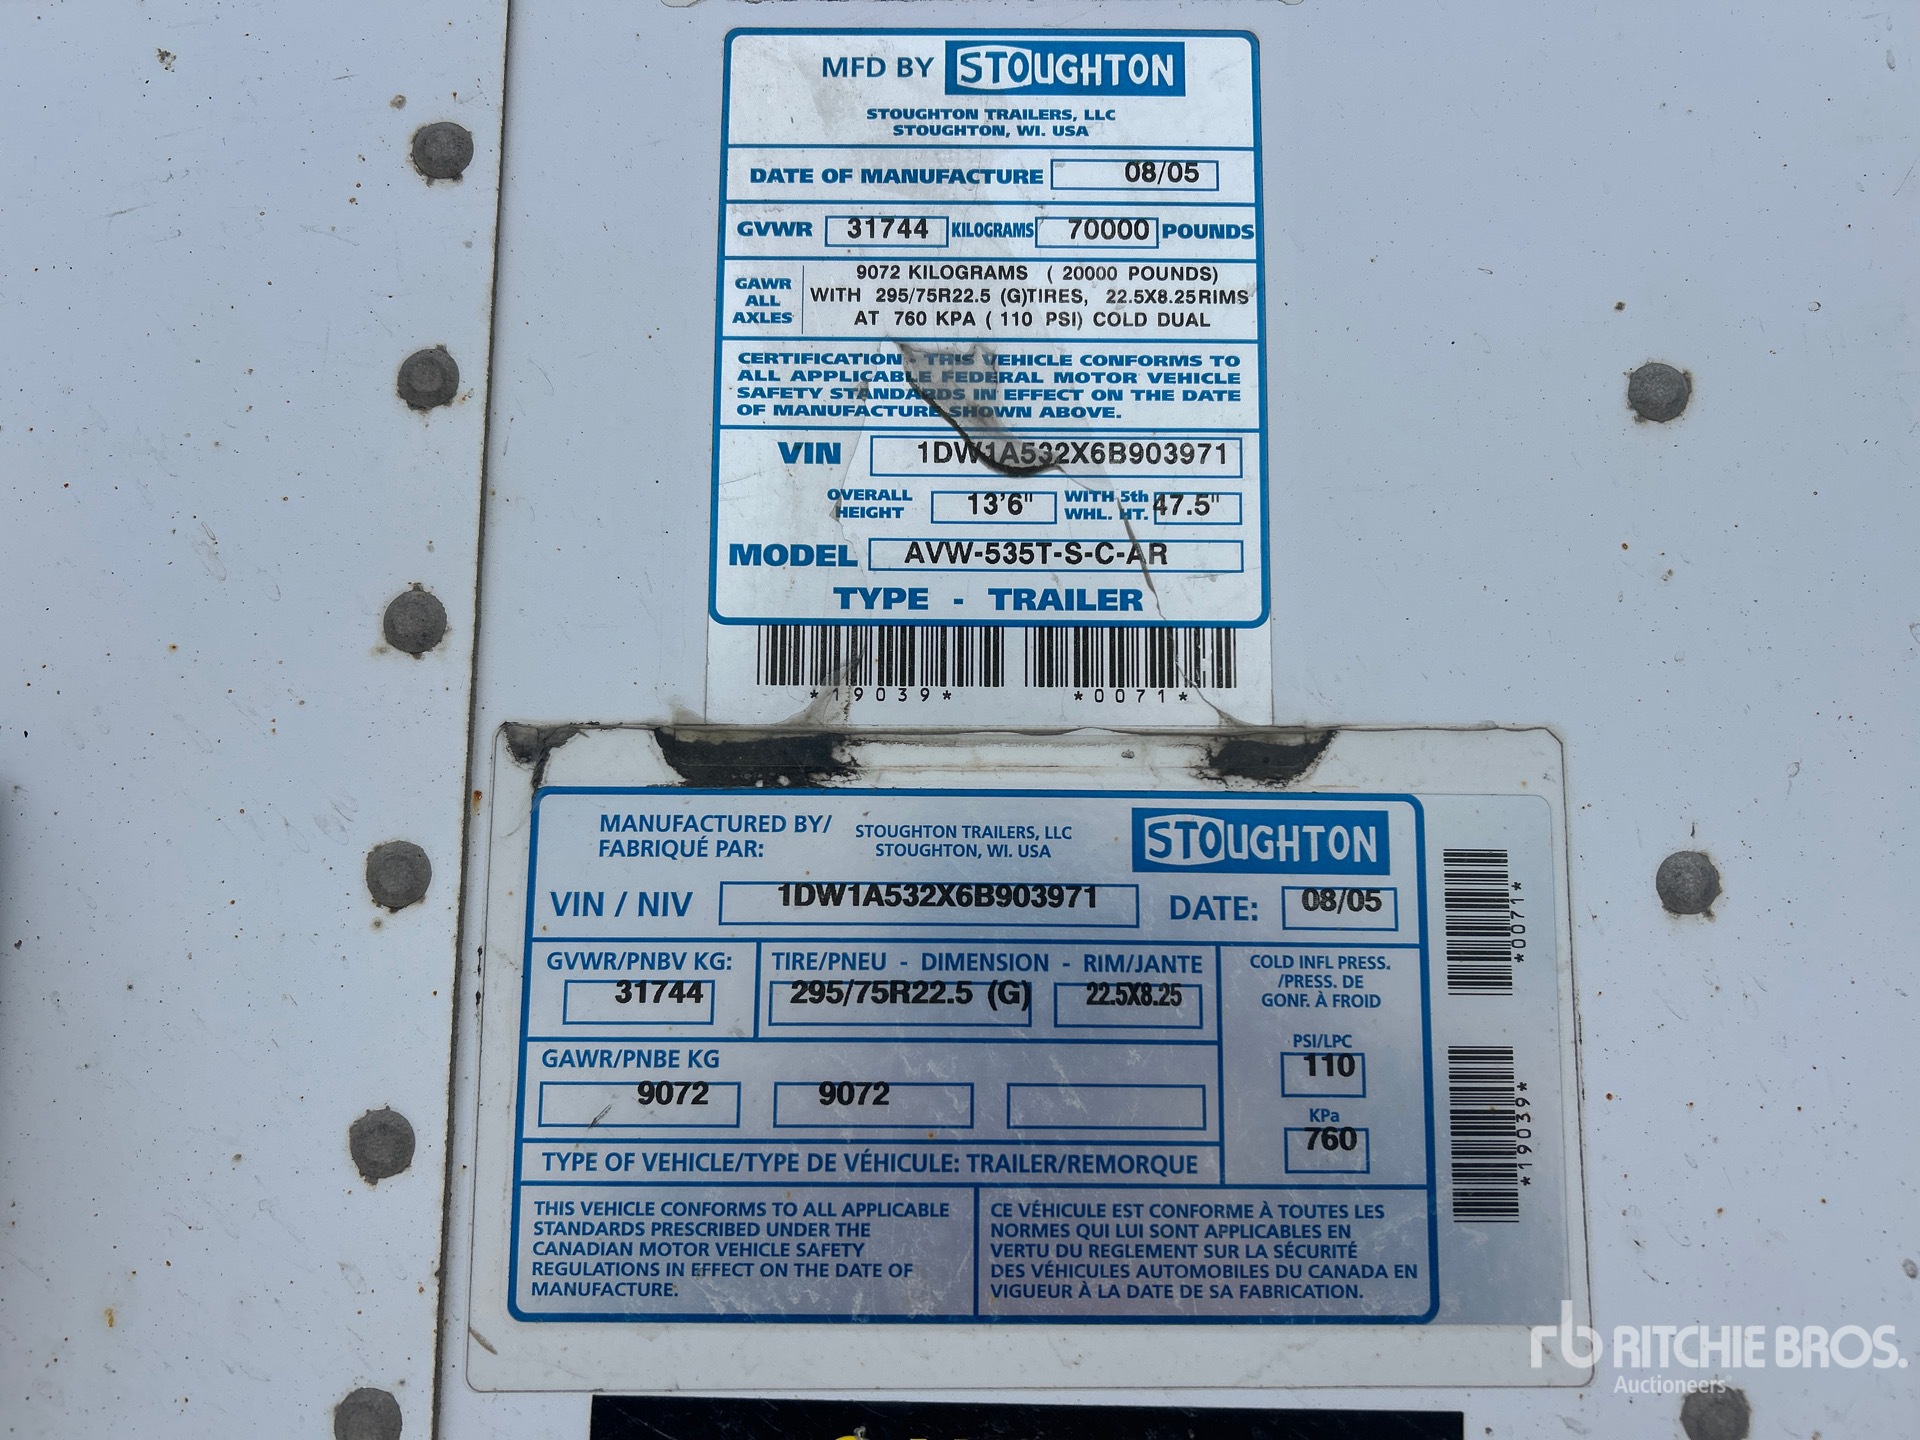 MFD BY STOUGHTON
STOUGHTON TRAILERS, LLC
STOUGHTON, WI. USA
DATE OF MANUFACTURE 08/05
GVWR 31744 KILOGRAMS 70000 POUNDS
GAWR ALL AXLES
9072 KILOGRAMS ( 20000 POUNDS)
WITH 295/75R22.5 (G)TIRES, 22.5X8.25RIMS
AT 760 KPA ( 110 PSI) COLD DUAL
CERTIFICATION - THIS VEHICLE CONFORMS TO
ALL APPLICABLE FEDERAL MOTOR VEHICLE
SAFETY STANDARDS IN EFFECT ON THE DATE
OF MANUFACTURE SHOWN ABOVE.
VIN 1DW1A532X6B903971
OVERALL HEIGHT 13'6" WITH 5th WHL. HT. 47.5"
MODEL AVW-535T-S-C-AR
TYPE - TRAILER
*19039* *0071*
MANUFACTURED BY/
FABRIQUÉ PAR:
STOUGHTON TRAILERS, LLC
STOUGHTON, WI. USA
STOUGHTON
VIN / NIV 1DW1A532X6B903971 DATE: 08/05
GVWR/PNBV KG:
31744
TIRE/PNEU - DIMENSION - RIM/JANTE
295/75R22.5 (G) 22.5X8.25
COLD INFL PRESS.
/PRESS. DE
GONF. À FROID
PSI/LPC
110
KPa
760
GAWR/PNBE KG
9072 9072
TYPE OF VEHICLE/TYPE DE VÉHICULE: TRAILER/REMORQUE
THIS VEHICLE CONFORMS TO ALL APPLICABLE
STANDARDS PRESCRIBED UNDER THE
CANADIAN MOTOR VEHICLE SAFETY
REGULATIONS IN EFFECT ON THE DATE OF
MANUFACTURE.
CE VÉHICULE EST CONFORME À TOUTES LES
NORMES QUI LUI SONT APPLICABLES EN
VERTU DU REGLEMENT SUR LA SÉCURITÉ
DES VÉHICULES AUTOMOBILES DU CANADA EN
VIGUEUR À LA DATE DE SA FABRICATION.
*0071*
*19039*
rb RITCHIE BROS.
Auctioneers